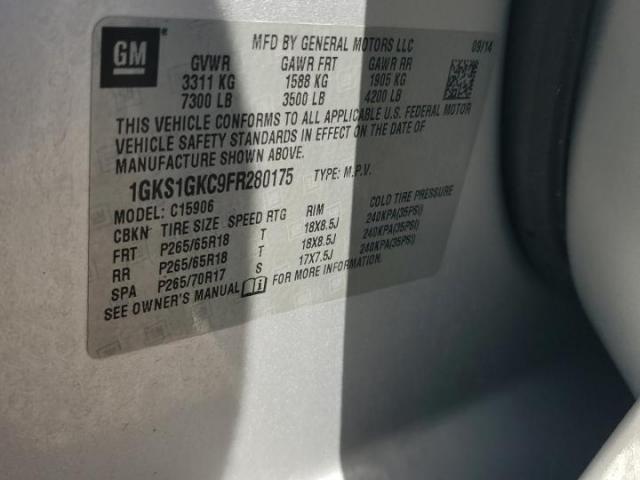 GM
MFD BY GENERAL MOTORS LLC 09/14
GVWR GAWR FRT GAWR RR
3311 KG 1588 KG 1905 KG
7300 LB 3500 LB 4200 LB
THIS VEHICLE CONFORMS TO ALL APPLICABLE U.S. FEDERAL MOTOR
VEHICLE SAFETY STANDARDS IN EFFECT ON THE DATE OF
MANUFACTURE SHOWN ABOVE.
1GKS1GKC9FR280175 TYPE: M.P.V.
MODEL: C15906
CBKN TIRE SIZE SPEED RTG RIM COLD TIRE PRESSURE
FRT P265/65R18 T 18X8.5J 240KPA(35PSI)
RR P265/65R18 T 18X8.5J 240KPA(35PSI)
SPA P265/70R17 S 17X7.5J 240KPA(35PSI)
SEE OWNER'S MANUAL FOR MORE INFORMATION.